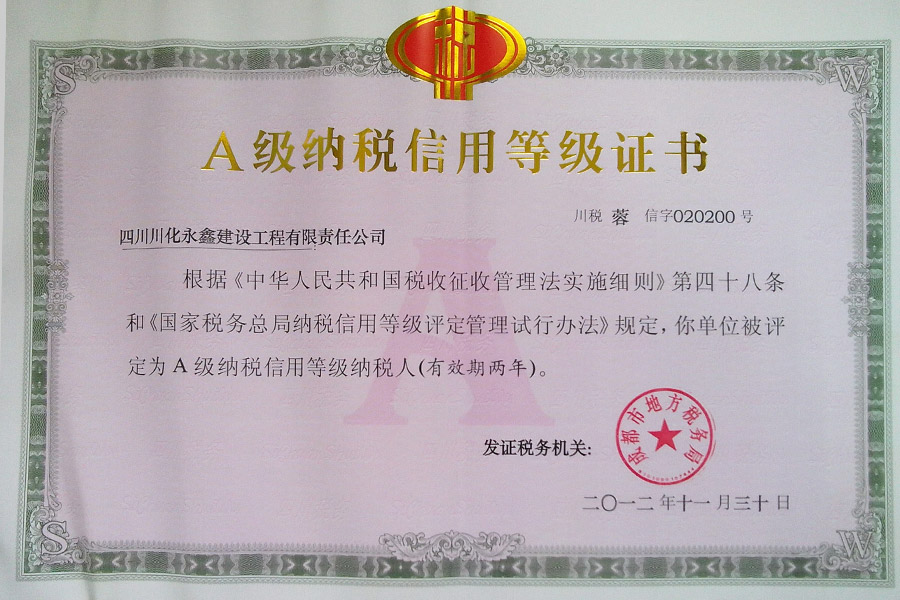 税
S
W
A级纳税信用等级证书
川税 蓉 信字020200号
四川川化永鑫建设工程有限责任公司
A
根据《中华人民共和国税收征收管理法实施细则》第四十八条
和《国家税务总局纳税信用等级评定管理试行办法》规定,你单位被评
定为A级纳税信用等级纳税人(有效期两年)。
成都市地方税务局
发证税务机关:
二〇一二年十一月三十日
S
W